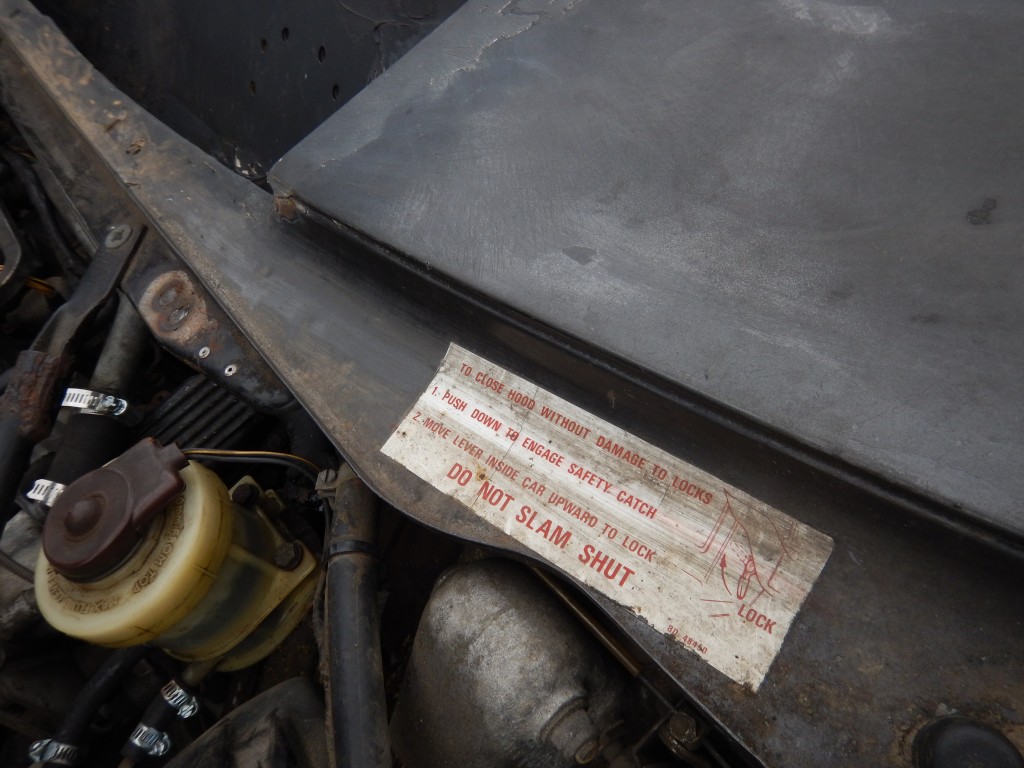 TO CLOSE HOOD WITHOUT DAMAGE TO LOCKS
1. PUSH DOWN TO ENGAGE SAFETY CATCH
2. MOVE LEVER INSIDE CAR UPWARD TO LOCK
DO NOT SLAM SHUT
LOCK